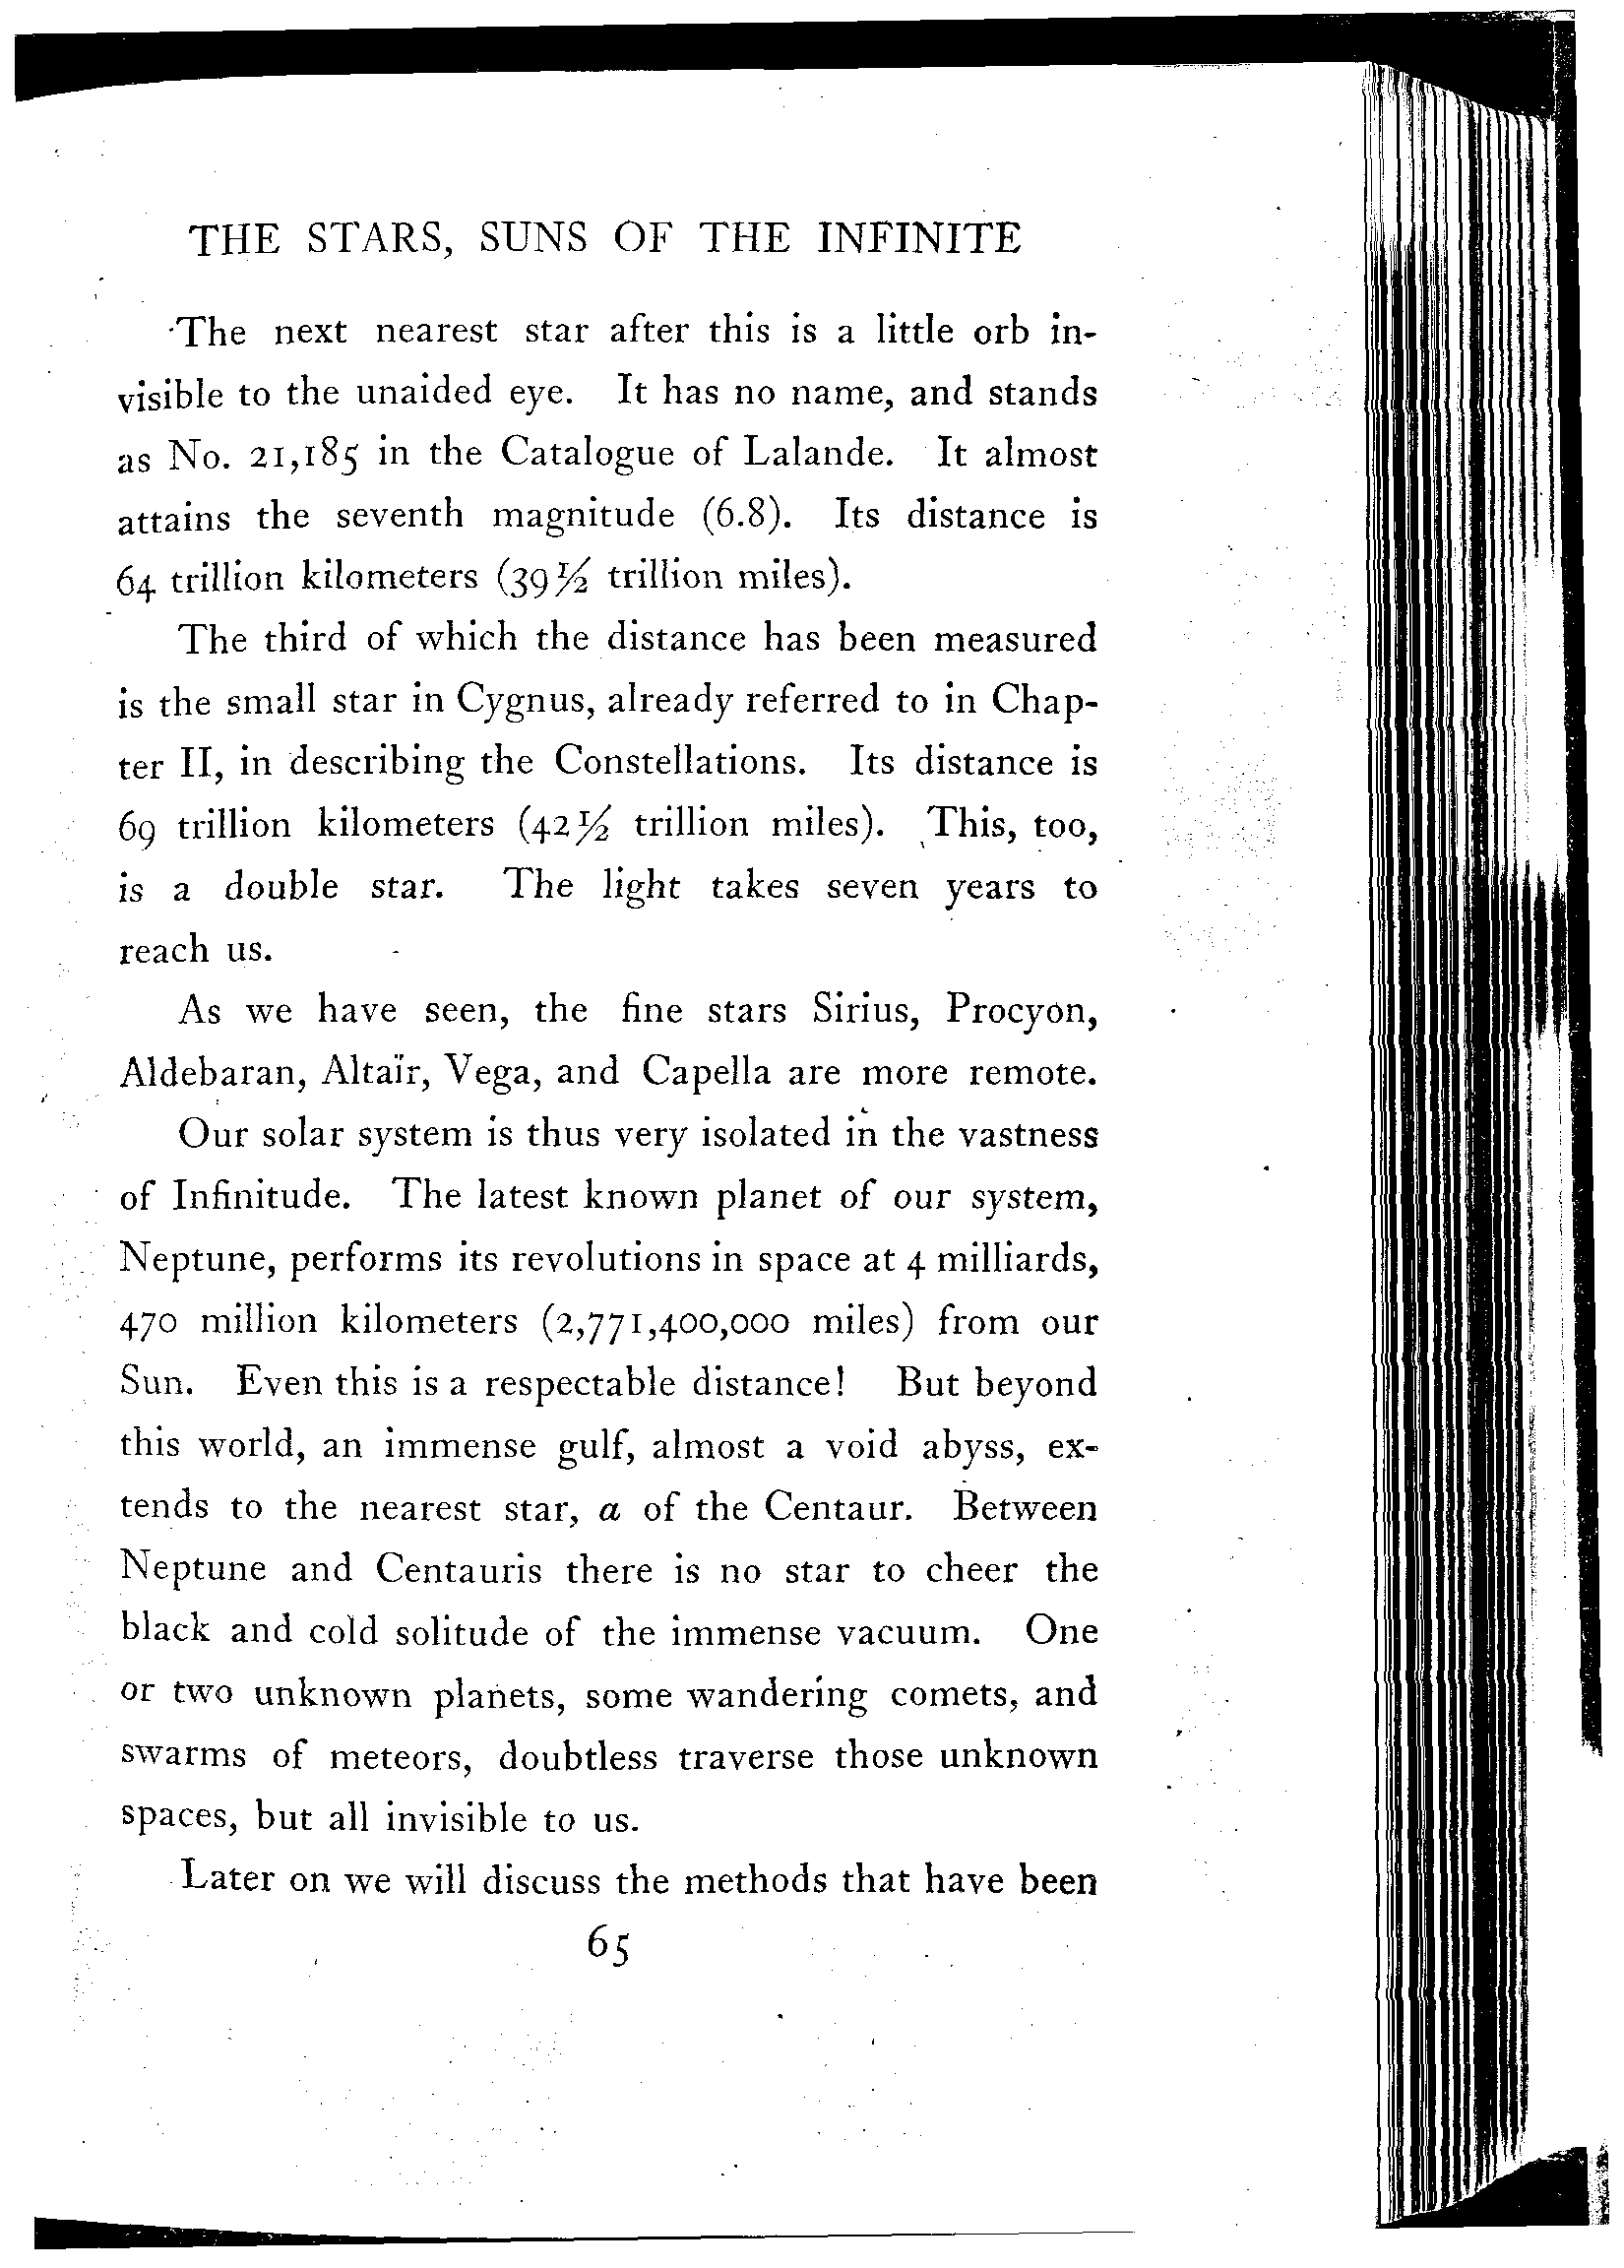 THE STARS, SUNS OF THE INFINITE
The next nearest star after this is a little orb in-
visible to the unaided eye. It has no name, and stands
as No. 21,185 in the Catalogue of Lalande. It almost
attains the seventh magnitude (6.8). Its distance is
64 trillion kilometers (39½ trillion miles).
The third of which the distance has been measured
is the small star in Cygnus, already referred to in Chap-
ter II, in describing the Constellations. Its distance is
69 trillion kilometers (42½ trillion miles). This, too,
is a double star. The light takes seven years to
reach us.
As we have seen, the fine stars Sirius, Procyon,
Aldebaran, Altaïr, Vega, and Capella are more remote.
Our solar system is thus very isolated in the vastness
of Infinitude. The latest known planet of our system,
Neptune, performs its revolutions in space at 4 milliards,
470 million kilometers (2,771,400,000 miles) from our
Sun. Even this is a respectable distance! But beyond
this world, an immense gulf, almost a void abyss, ex-
tends to the nearest star, α of the Centaur. Between
Neptune and Centauris there is no star to cheer the
black and cold solitude of the immense vacuum. One
or two unknown planets, some wandering comets, and
swarms of meteors, doubtless traverse those unknown
spaces, but all invisible to us.
Later on we will discuss the methods that have been
65